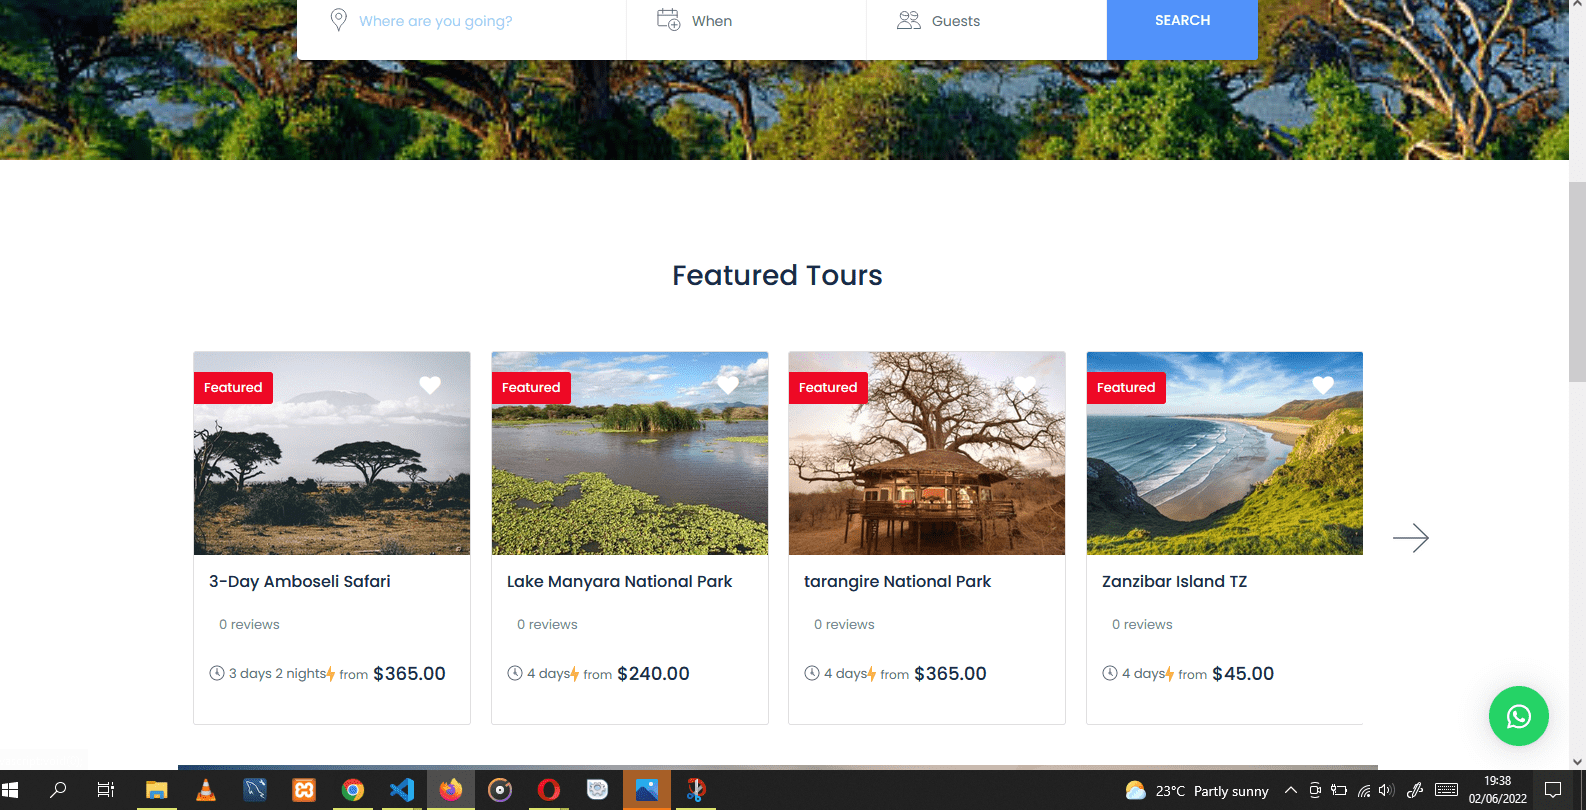 Where are you going?
When
Guests
SEARCH
Featured Tours
Featured
Featured
Featured
Featured
3-Day Amboseli Safari
Lake Manyara National Park
tarangire National Park
Zanzibar Island TZ
0 reviews
0 reviews
0 reviews
0 reviews
3 days 2 nights from $365.00
4 days from $240.00
4 days from $365.00
4 days from $45.00
23°C Partly sunny
19:38
02/06/2022